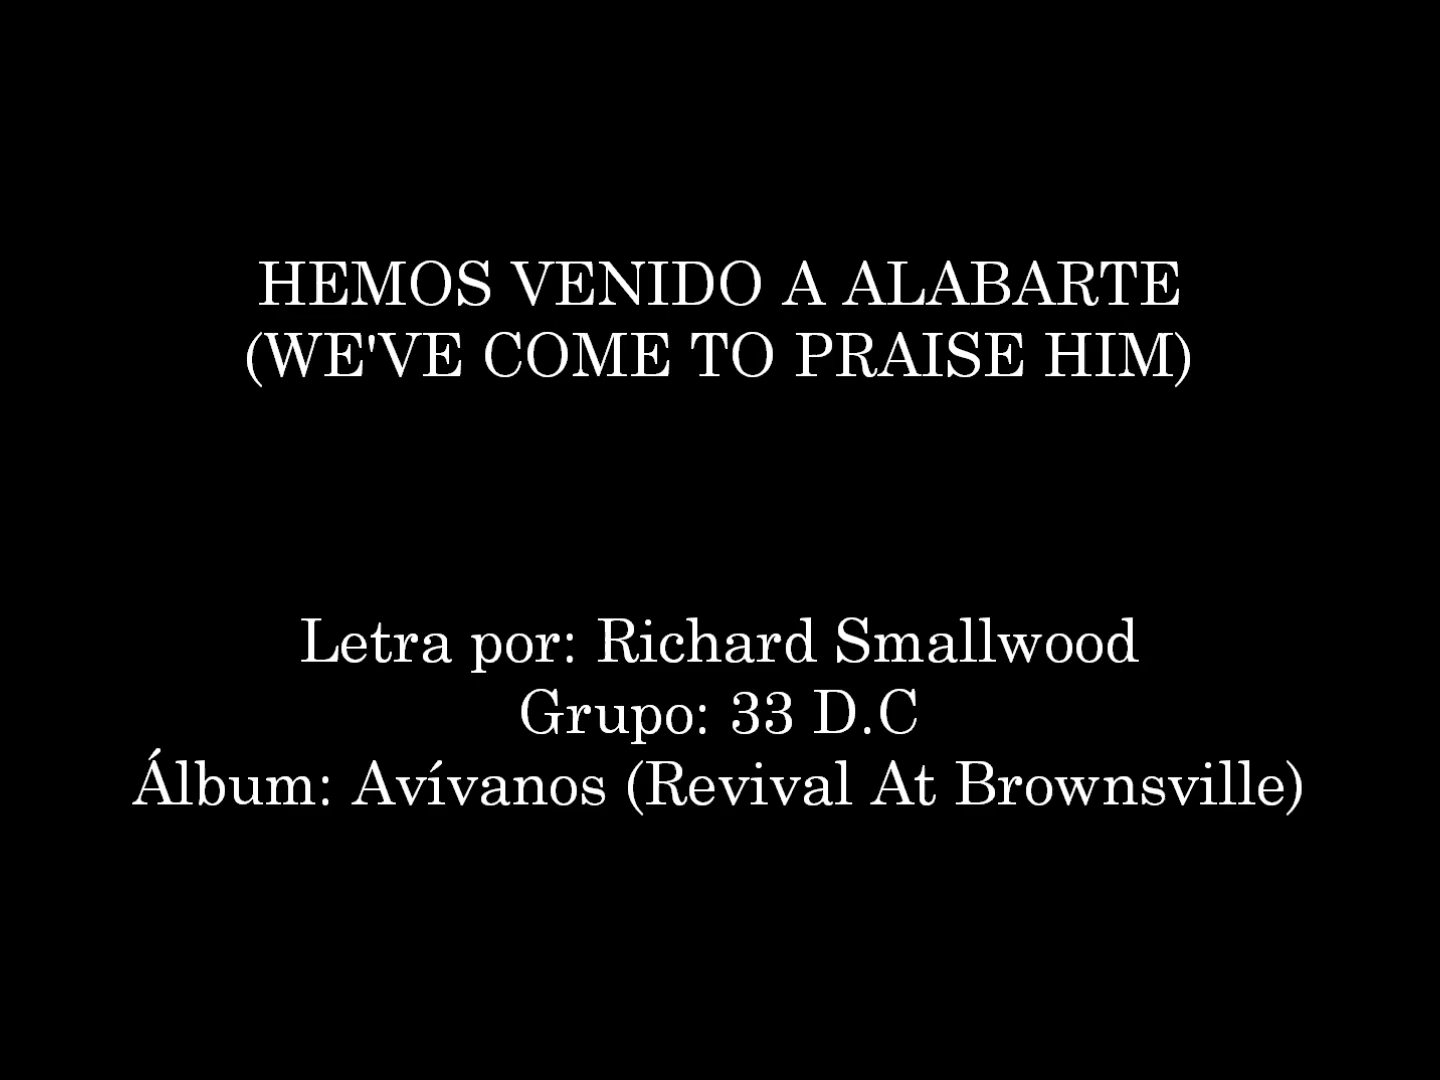 HEMOS VENIDO A ALABARTE
(WE'VE COME TO PRAISE HIM)
Letra por: Richard Smallwood
Grupo: 33 D.C
Álbum: Avívanos (Revival At Brownsville)